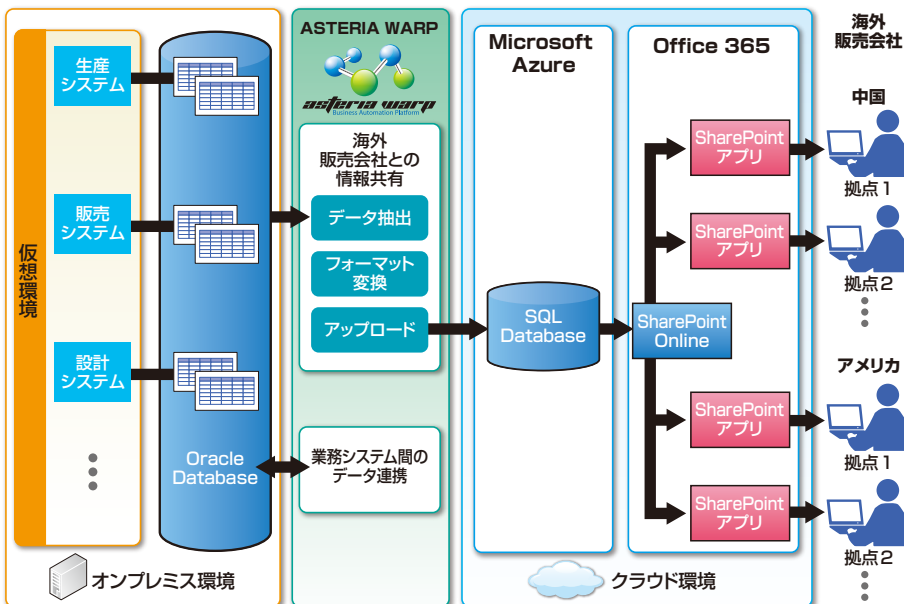 仮想環境
生産
システム
販売
システム
設計
システム
Oracle
Database
オンプレミス環境
ASTERIA WARP
asteria warp
Business Automation Platform
海外
販売会社との
情報共有
データ抽出
フォーマット
変換
アップロード
業務システム間の
データ連携
Microsoft
Azure
SQL
Database
Office 365
SharePoint
Online
SharePoint
アプリ
SharePoint
アプリ
SharePoint
アプリ
SharePoint
アプリ
クラウド環境
海外
販売会社
中国
拠点1
拠点2
アメリカ
拠点1
拠点2